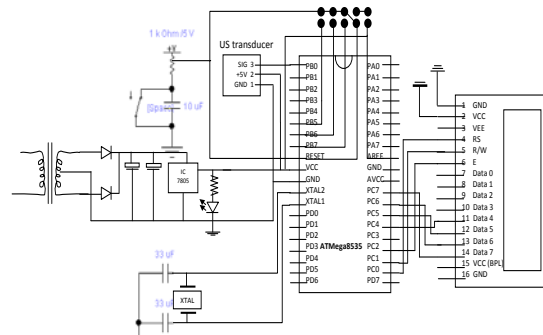 1 k Ohm /5 V
+V
US transducer
SIG 3
+5V 2
GND 1
10 uF
IC
7805
33 uF
XTAL
33 uF
PB0
PB1
PB2
PB3
PB4
PB5
PB6
PB7
RESET
VCC
GND
XTAL2
XTAL1
PD0
PD1
PD2
PD3
PD4
PD5
PD6
ATMega8535
PA0
PA1
PA2
PA3
PA4
PA5
PA6
PA7
AREF
GND
AVCC
PC7
PC6
PC5
PC4
PC3
PC2
PC1
PC0
PD7
1 GND
2 VCC
3 VEE
4 RS
5 R/W
6 E
7 Data 0
8 Data 1
9 Data 2
10 Data 3
11 Data 4
12 Data 5
13 Data 6
14 Data 7
15 VCC (BPL)
16 GND